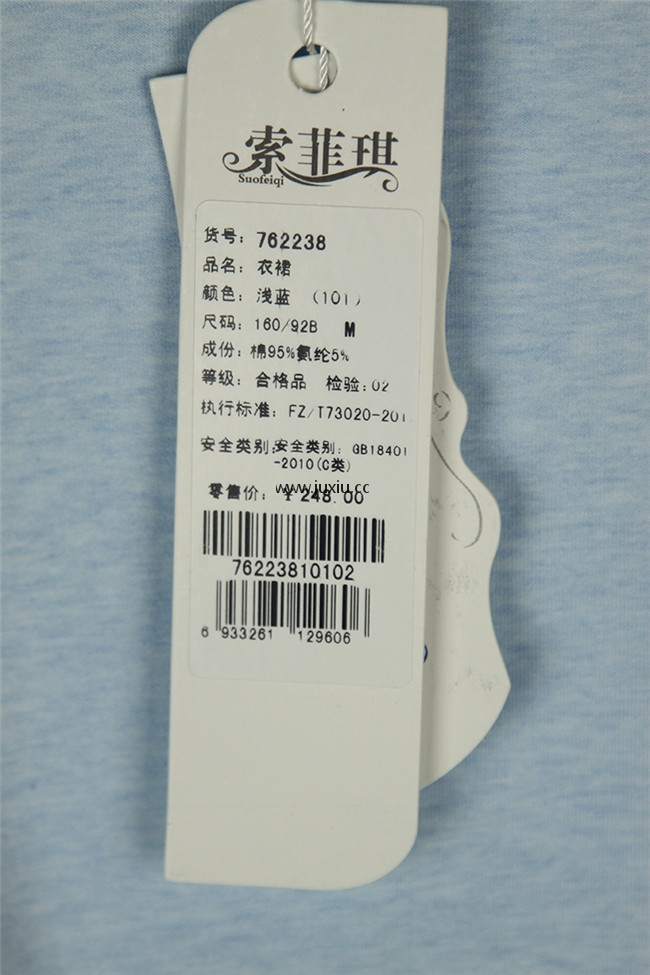 索菲琪
Suofeiqi
货号: 762238
品名: 衣裙
颜色: 浅蓝 (101)
尺码: 160/92B M
成份: 棉95%氨纶5%
等级: 合格品 检验: 02
执行标准: FZ/T73020-201
安全类别: 安全类别: GB18401
-2010(C类)
www.juxiu.cc
零售价: ¥248.00
76223810102
6 933261 129606